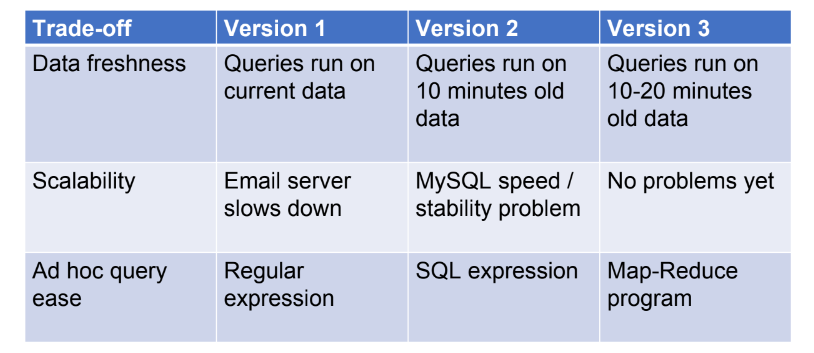 Trade-off Version 1 Version 2 Version 3
Data freshness Queries run on Queries run on Queries run on
current data 10 minutes old 10-20 minutes
data old data
Scalability Email server MySQL speed / No problems yet
slows down stability problem
Ad hoc query Regular SQL expression Map-Reduce
ease expression program